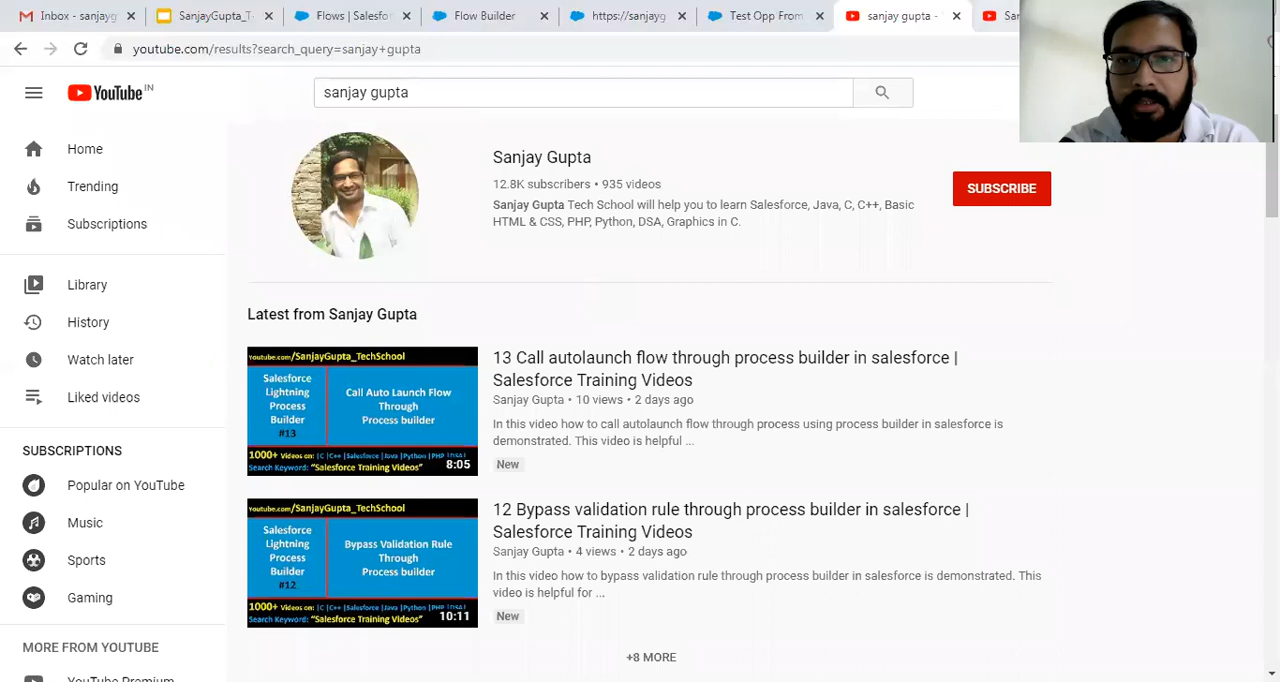 Inbox - sanjayg
SanjayGupta_T
Flows | Salesfo
Flow Builder
https://sanjayg
Test Opp From
sanjay gupta -
youtube.com/results?search_query=sanjay+gupta
YouTube IN
sanjay gupta
Home
Trending
Subscriptions
Library
History
Watch later
Liked videos
SUBSCRIPTIONS
Popular on YouTube
Music
Sports
Gaming
MORE FROM YOUTUBE
YouTube Premium
Sanjay Gupta
12.8K subscribers • 935 videos
Sanjay Gupta Tech School will help you to learn Salesforce, Java, C, C++, Basic
HTML & CSS, PHP, Python, DSA, Graphics in C.
SUBSCRIBE
Latest from Sanjay Gupta
Youtube.com/SanjayGupta_TechSchool
Salesforce
Lightning
Process
Builder
#13
Call Auto Launch Flow
Through
Process builder
1000+ Videos on: |C |C++ |Salesforce |Java |Python |PHP |DSA|
Search Keyword: "Salesforce Training Videos"
8:05
13 Call autolaunch flow through process builder in salesforce |
Salesforce Training Videos
Sanjay Gupta • 10 views • 2 days ago
In this video how to call autolaunch flow through process using process builder in salesforce is
demonstrated. This video is helpful ...
New
Youtube.com/SanjayGupta_TechSchool
Salesforce
Lightning
Process
Builder
#12
Bypass Validation Rule
Through
Process builder
1000+ Videos on: |C |C++ |Salesforce |Java |Python |PHP |DSA|
Search Keyword: "Salesforce Training Videos"
10:11
12 Bypass validation rule through process builder in salesforce |
Salesforce Training Videos
Sanjay Gupta • 4 views • 2 days ago
In this video how to bypass validation rule through process builder in salesforce is demonstrated. This
video is helpful for ...
New
+8 MORE